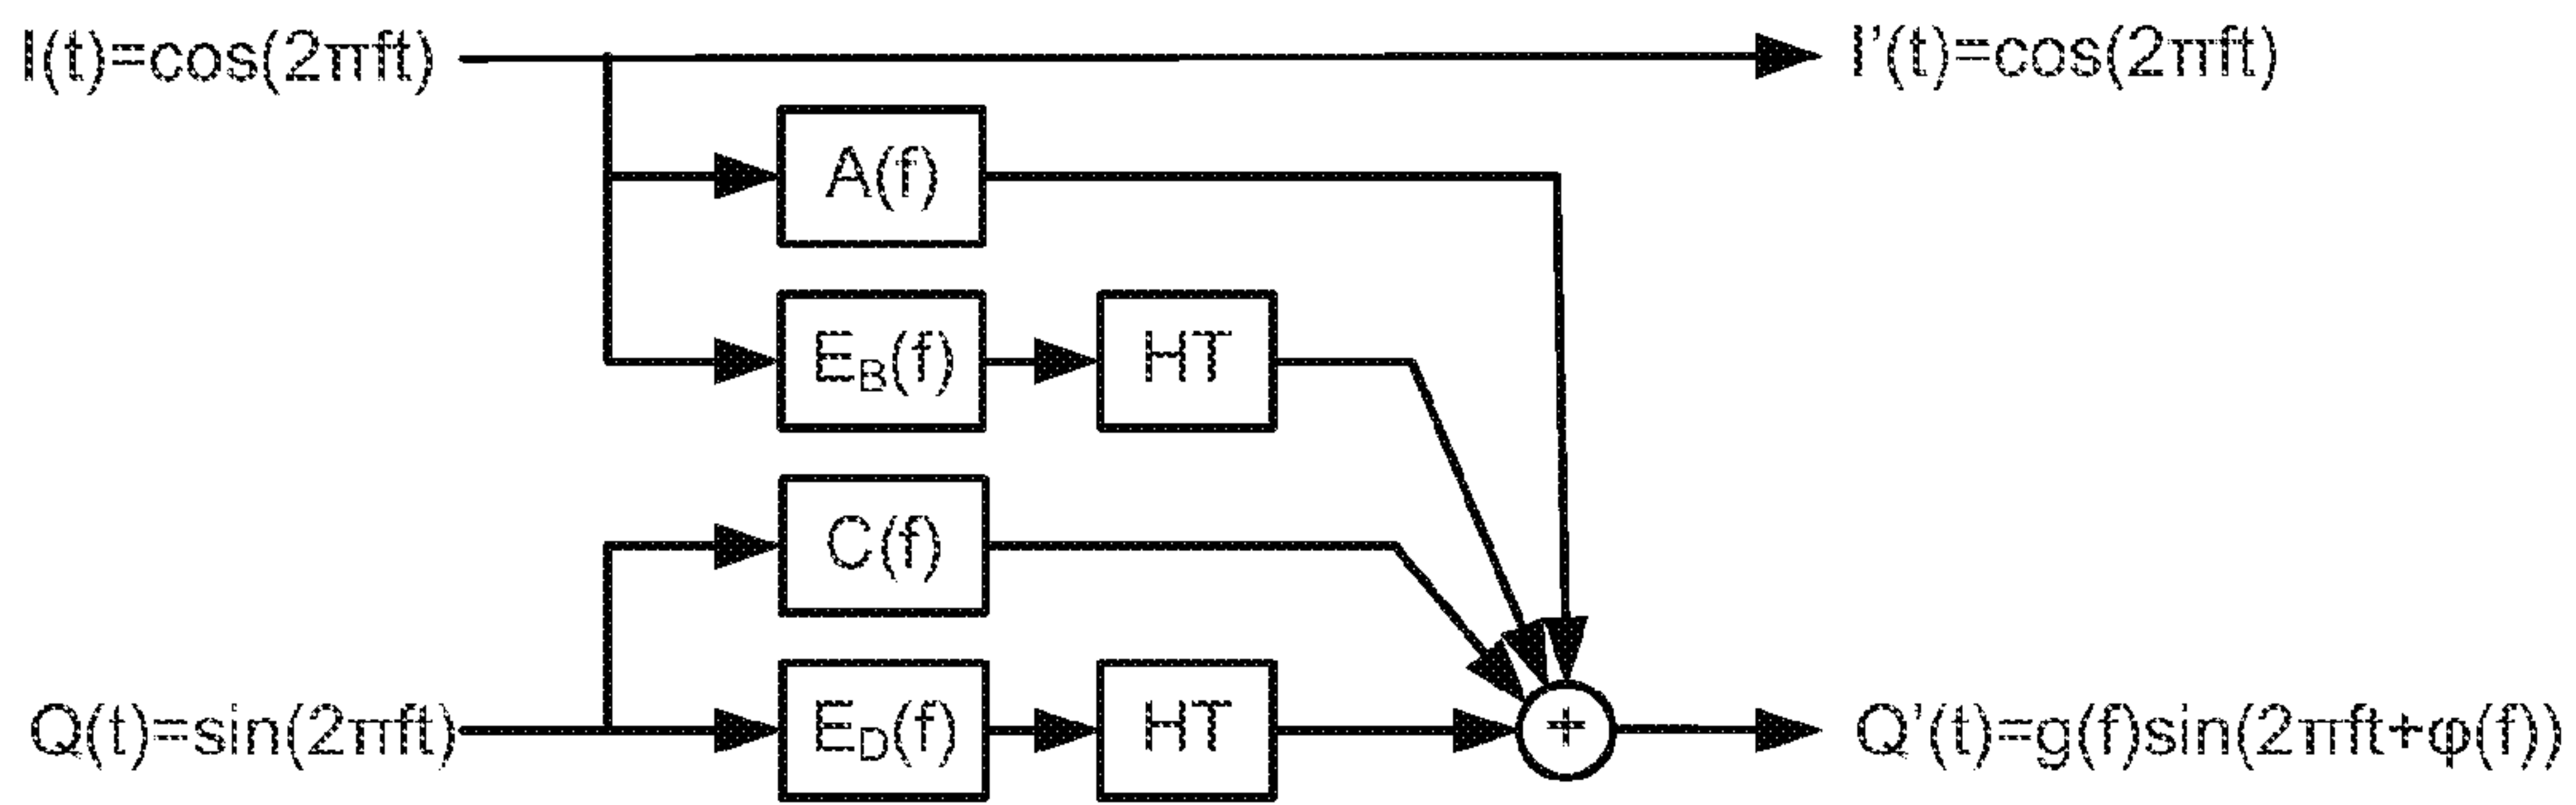 I(t)=cos(2πft)
I'(t)=cos(2πft)
A(f)
E_B(f)
HT
C(f)
Q(t)=sin(2πft)
E_D(f)
HT
+
Q'(t)=g(f)sin(2πft+φ(f))